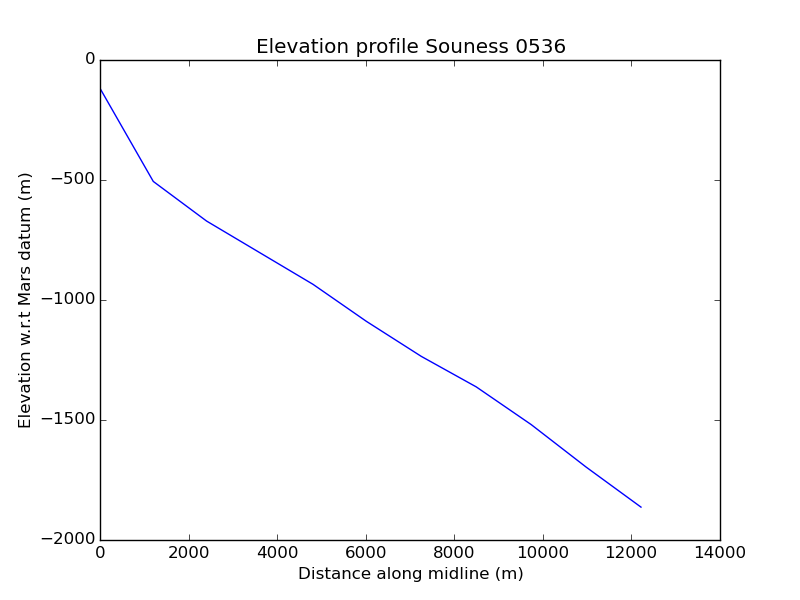 Elevation profile Souness 0536
0
−500
−1000
−1500
−2000
Elevation w.r.t Mars datum (m)
0 2000 4000 6000 8000 10000 12000 14000
Distance along midline (m)